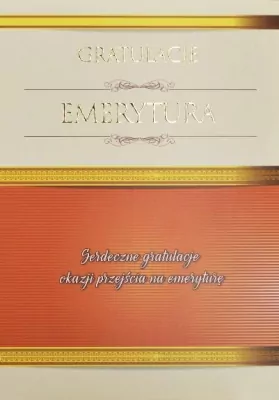 GRATULACJE
EMERYTURA
Serdeczne gratulacje
okazji przejścia na emeryturę